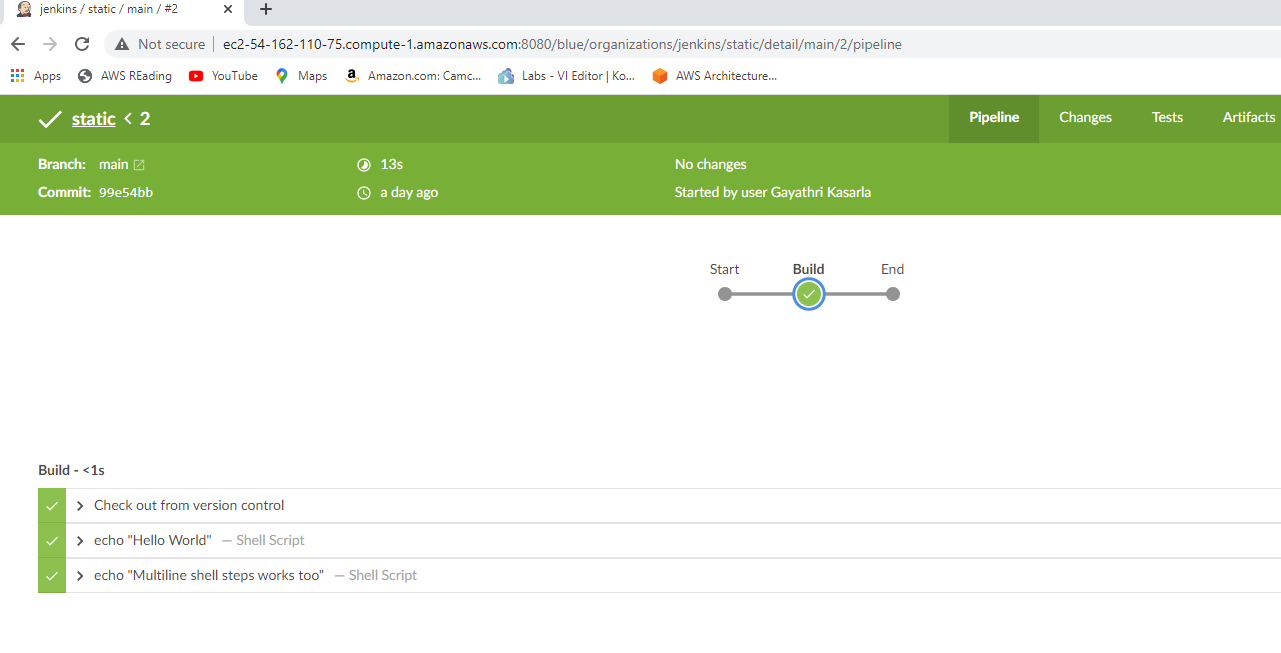 jenkins / static / main / #2
Not secure ec2-54-162-110-75.compute-1.amazonaws.com:8080/blue/organizations/jenkins/static/detail/main/2/pipeline
Apps AWS REading YouTube Maps Amazon.com: Camc... Labs - VI Editor | Ko... AWS Architecture...
static < 2 Pipeline Changes Tests Artifacts
Branch: main 13s No changes
Commit: 99e54bb a day ago Started by user Gayathri Kasarla
Start Build End
Build - <1s
Check out from version control
echo "Hello World" — Shell Script
echo "Multiline shell steps works too" — Shell Script